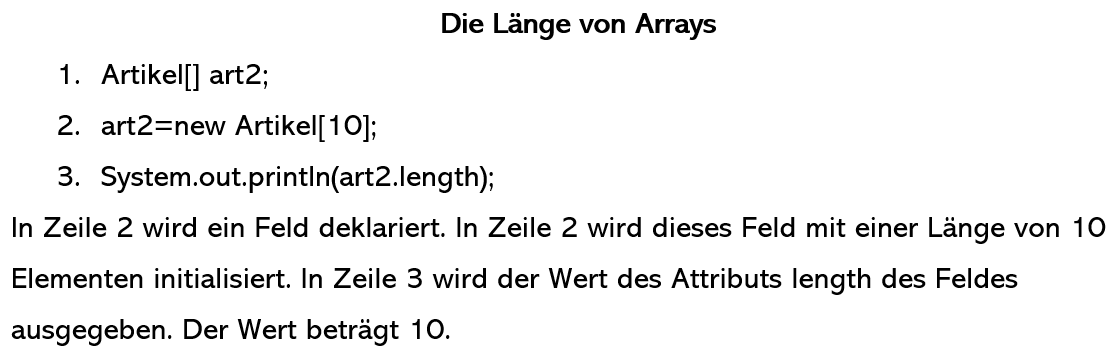 Die Länge von Arrays
1. Artikel[] art2;
2. art2=new Artikel[10];
3. System.out.println(art2.length);
In Zeile 2 wird ein Feld deklariert. In Zeile 2 wird dieses Feld mit einer Länge von 10
Elementen initialisiert. In Zeile 3 wird der Wert des Attributs length des Feldes
ausgegeben. Der Wert beträgt 10.